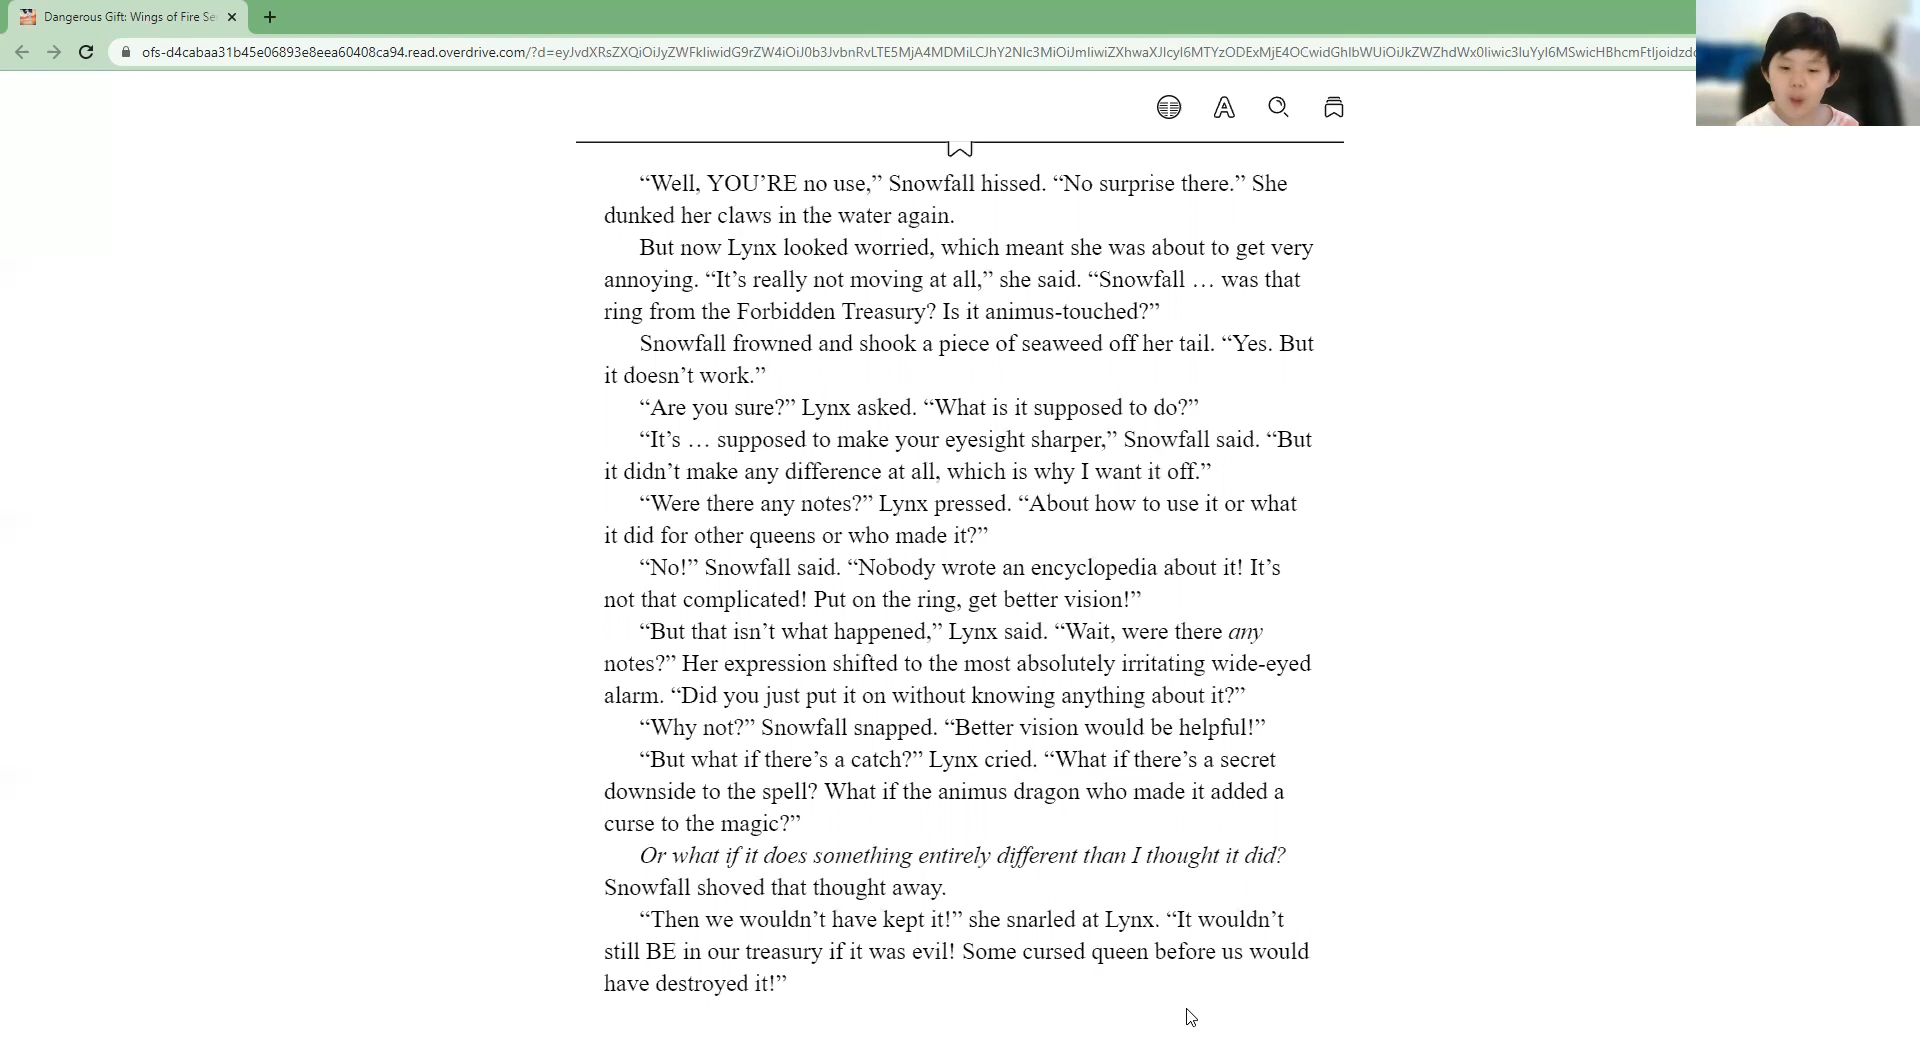 Dangerous Gift: Wings of Fire Se
ofs-d4cabaa31b45e06893e8eea60408ca94.read.overdrive.com/?d=
“Well, YOU’RE no use,” Snowfall hissed. “No surprise there.” She
dunked her claws in the water again.
But now Lynx looked worried, which meant she was about to get very
annoying. “It’s really not moving at all,” she said. “Snowfall … was that
ring from the Forbidden Treasury? Is it animus-touched?”
Snowfall frowned and shook a piece of seaweed off her tail. “Yes. But
it doesn’t work.”
“Are you sure?” Lynx asked. “What is it supposed to do?”
“It’s … supposed to make your eyesight sharper,” Snowfall said. “But
it didn’t make any difference at all, which is why I want it off.”
“Were there any notes?” Lynx pressed. “About how to use it or what
it did for other queens or who made it?”
“No!” Snowfall said. “Nobody wrote an encyclopedia about it! It’s
not that complicated! Put on the ring, get better vision!”
“But that isn’t what happened,” Lynx said. “Wait, were there any
notes?” Her expression shifted to the most absolutely irritating wide-eyed
alarm. “Did you just put it on without knowing anything about it?”
“Why not?” Snowfall snapped. “Better vision would be helpful!”
“But what if there’s a catch?” Lynx cried. “What if there’s a secret
downside to the spell? What if the animus dragon who made it added a
curse to the magic?”
Or what if it does something entirely different than I thought it did?
Snowfall shoved that thought away.
“Then we wouldn’t have kept it!” she snarled at Lynx. “It wouldn’t
still BE in our treasury if it was evil! Some cursed queen before us would
have destroyed it!”